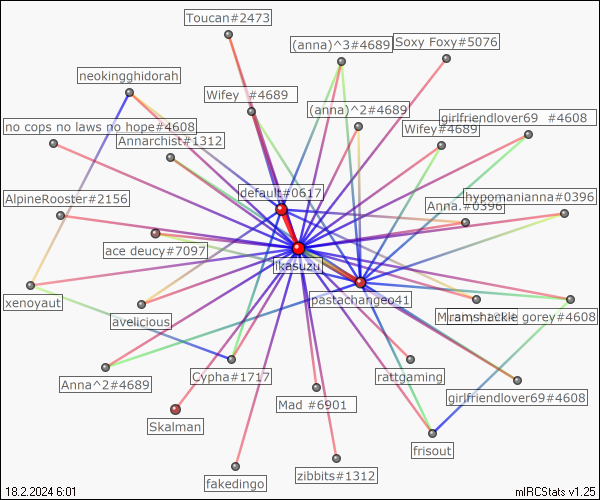 Toucan#2473
(anna)^3#4689
Soxy Foxy#5076
neokingghidorah
Wifey #4689
(anna)^2#4689
girlfriendlover69 #4608
no cops no laws no hope#4608
Wifey#4689
Annarchist#1312
default#0617
AlpineRooster#2156
hypomanianna#0396
Anna.#0396
ace deucy#7097
ikasuzu
pastachangeo41
xenoyaut
avelicious
gorey#4608
Anna^2#4689
Cypha#1717
rattgaming
girlfriendlover69#4608
Mad #6901
Skalman
frisout
fakedingo
zibbits#1312
18.2.2024 6:01
mIRCStats v1.25